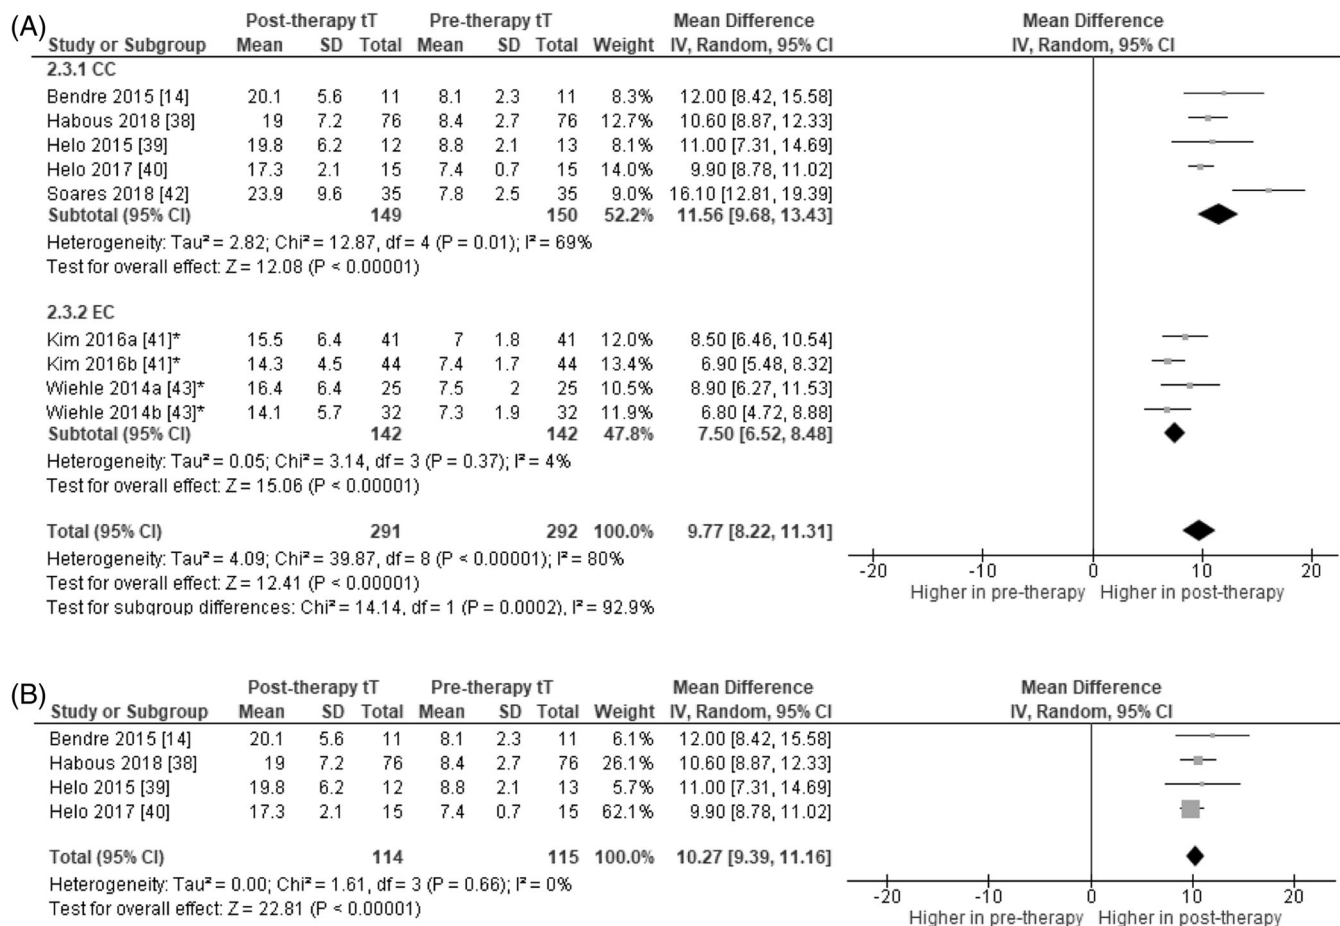 (A)
Post-therapy tT Pre-therapy tT Mean Difference Mean Difference
Study or Subgroup Mean SD Total Mean SD Total Weight IV, Random, 95% CI IV, Random, 95% CI
2.3.1 CC
Bendre 2015 [14] 20.1 5.6 11 8.1 2.3 11 8.3% 12.00 [8.42, 15.58]
Habous 2018 [38] 19 7.2 76 8.4 2.7 76 12.7% 10.60 [8.87, 12.33]
Helo 2015 [39] 19.8 6.2 12 8.8 2.1 13 8.1% 11.00 [7.31, 14.69]
Helo 2017 [40] 17.3 2.1 15 7.4 0.7 15 14.0% 9.90 [8.78, 11.02]
Soares 2018 [42] 23.9 9.6 35 7.8 2.5 35 9.0% 16.10 [12.81, 19.39]
Subtotal (95% CI) 149 150 52.2% 11.56 [9.68, 13.43]
Heterogeneity: Tau² = 2.82; Chi² = 12.87, df = 4 (P = 0.01); I² = 69%
Test for overall effect: Z = 12.08 (P < 0.00001)
2.3.2 EC
Kim 2016a [41]* 15.5 6.4 41 7 1.8 41 12.0% 8.50 [6.46, 10.54]
Kim 2016b [41]* 14.3 4.5 44 7.4 1.7 44 13.4% 6.90 [5.48, 8.32]
Wiehle 2014a [43]* 16.4 6.4 25 7.5 2 25 10.5% 8.90 [6.27, 11.53]
Wiehle 2014b [43]* 14.1 5.7 32 7.3 1.9 32 11.9% 6.80 [4.72, 8.88]
Subtotal (95% CI) 142 142 47.8% 7.50 [6.52, 8.48]
Heterogeneity: Tau² = 0.05; Chi² = 3.14, df = 3 (P = 0.37); I² = 4%
Test for overall effect: Z = 15.06 (P < 0.00001)
Total (95% CI) 291 292 100.0% 9.77 [8.22, 11.31]
Heterogeneity: Tau² = 4.09; Chi² = 39.87, df = 8 (P < 0.00001); I² = 80%
Test for overall effect: Z = 12.41 (P < 0.00001)
Test for subgroup differences: Chi² = 14.14, df = 1 (P = 0.0002), I² = 92.9%
-20 -10 0 10 20
Higher in pre-therapy Higher in post-therapy
(B)
Post-therapy tT Pre-therapy tT Mean Difference Mean Difference
Study or Subgroup Mean SD Total Mean SD Total Weight IV, Random, 95% CI IV, Random, 95% CI
Bendre 2015 [14] 20.1 5.6 11 8.1 2.3 11 6.1% 12.00 [8.42, 15.58]
Habous 2018 [38] 19 7.2 76 8.4 2.7 76 26.1% 10.60 [8.87, 12.33]
Helo 2015 [39] 19.8 6.2 12 8.8 2.1 13 5.7% 11.00 [7.31, 14.69]
Helo 2017 [40] 17.3 2.1 15 7.4 0.7 15 62.1% 9.90 [8.78, 11.02]
Total (95% CI) 114 115 100.0% 10.27 [9.39, 11.16]
Heterogeneity: Tau² = 0.00; Chi² = 1.61, df = 3 (P = 0.66); I² = 0%
Test for overall effect: Z = 22.81 (P < 0.00001)
-20 -10 0 10 20
Higher in pre-therapy Higher in post-therapy